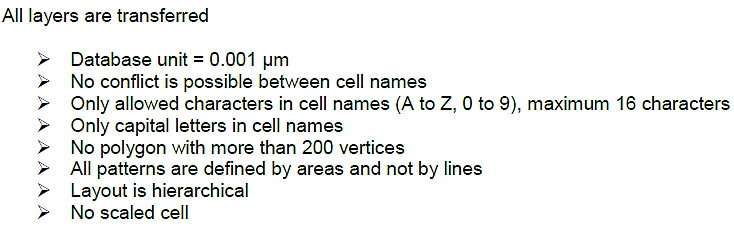 All layers are transferred
➢ Database unit = 0.001 µm
➢ No conflict is possible between cell names
➢ Only allowed characters in cell names (A to Z, 0 to 9), maximum 16 characters
➢ Only capital letters in cell names
➢ No polygon with more than 200 vertices
➢ All patterns are defined by areas and not by lines
➢ Layout is hierarchical
➢ No scaled cell